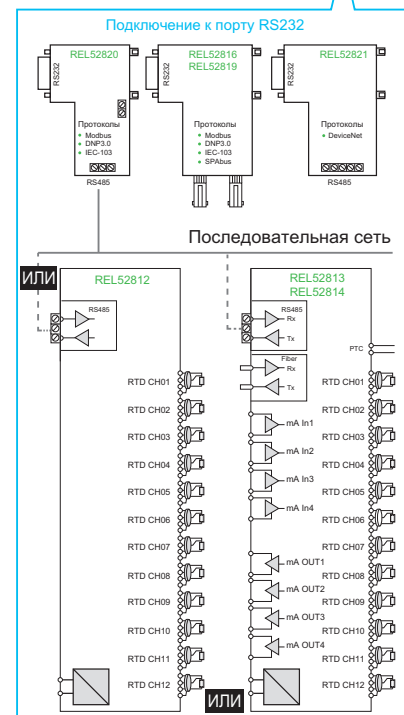 Подключение к порту RS232
REL52820
RS232
Протоколы
• Modbus
• DNP3.0
• IEC-103
RS485
REL52816
REL52819
RS232
Протоколы
• Modbus
• DNP3.0
• IEC-103
• SPAbus
REL52821
RS232
Протоколы
• DeviceNet
RS485
Последовательная сеть
ИЛИ
REL52812
RS485
RTD CH01
RTD CH02
RTD CH03
RTD CH04
RTD CH05
RTD CH06
RTD CH07
RTD CH08
RTD CH09
RTD CH10
RTD CH11
RTD CH12
ИЛИ
REL52813
REL52814
RS485
Rx
Tx
Fiber
Rx
Tx
mA In1
mA In2
mA In3
mA In4
mA OUT1
mA OUT2
mA OUT3
mA OUT4
PTC
RTD CH01
RTD CH02
RTD CH03
RTD CH04
RTD CH05
RTD CH06
RTD CH07
RTD CH08
RTD CH09
RTD CH10
RTD CH11
RTD CH12